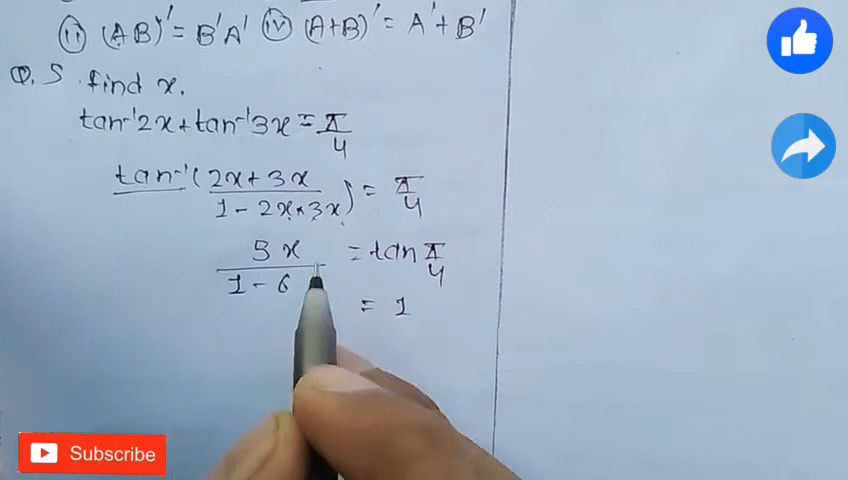 (ii) (AB)' = B'A' (iv) (A+B)' = A' + B'
Q. 5. find x.
tan⁻¹2x + tan⁻¹3x = π/4
tan⁻¹(2x + 3x / 1 - 2x × 3x) = π/4
5x / 1 - 6 = tan π/4
= 1
Subscribe